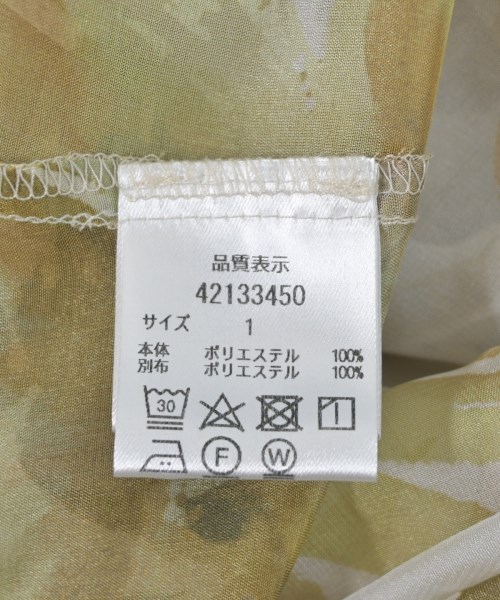 品質表示
42133450
サイズ 1
本体 ポリエステル 100%
別布 ポリエステル 100%
30
F W